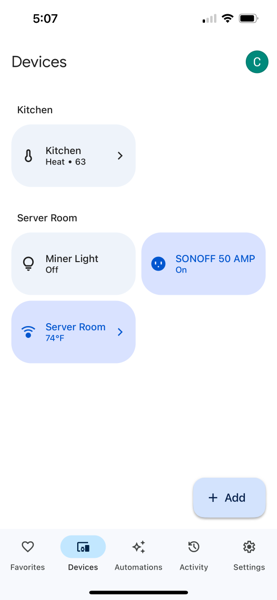 5:07
Devices
C
Kitchen
Kitchen
Heat • 63
Server Room
Miner Light
Off
SONOFF 50 AMP
On
Server Room
74°F
+ Add
Favorites
Devices
Automations
Activity
Settings